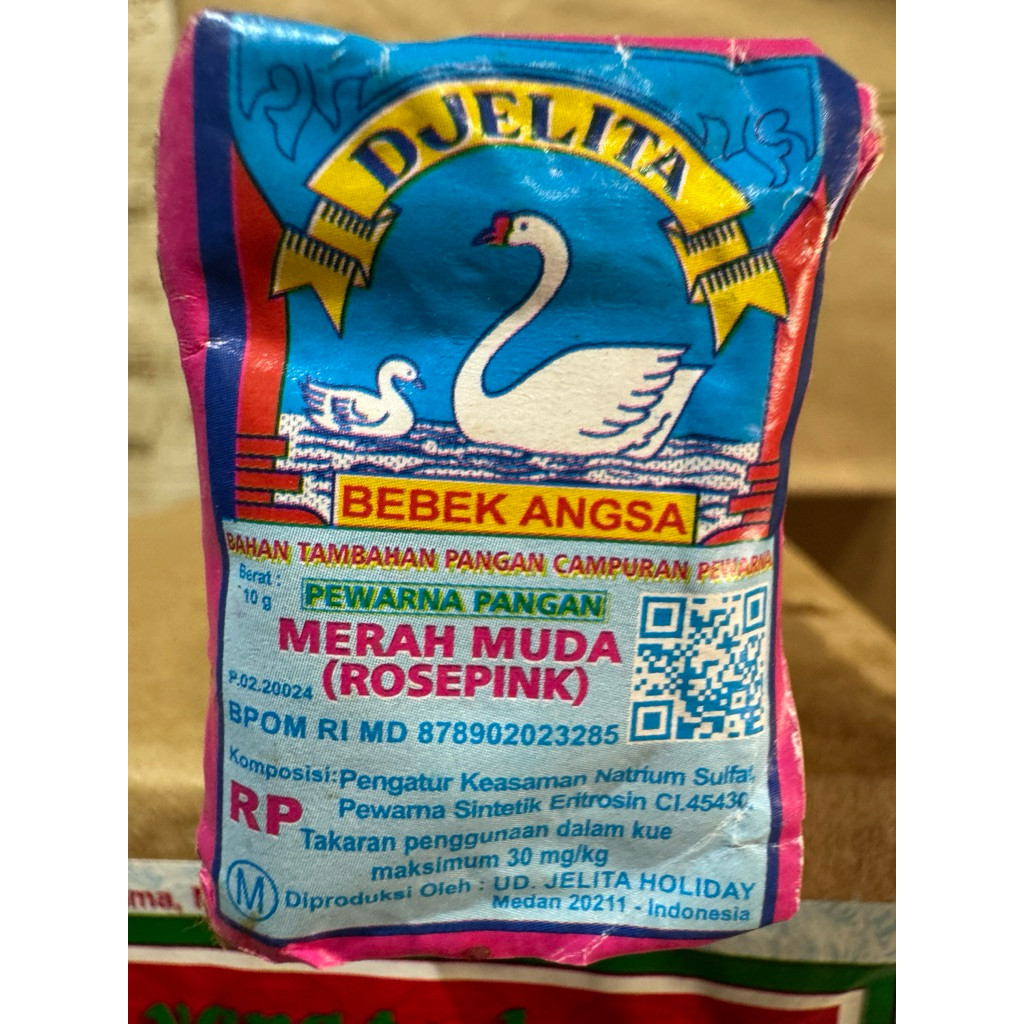 DJELITA
BEBEK ANGSA
BAHAN TAMBAHAN PANGAN CAMPURAN PEWARNA
Berat :
10 g
PEWARNA PANGAN
MERAH MUDA
(ROSEPINK)
P.02.20024
BPOM RI MD 878902023285
Komposisi: Pengatur Keasaman Natrium Sulfat,
Pewarna Sintetik Eritrosin CI.45430.
RP
Takaran penggunaan dalam kue
maksimum 30 mg/kg
M
Diproduksi Oleh : UD. JELITA HOLIDAY
Medan 20211 - Indonesia